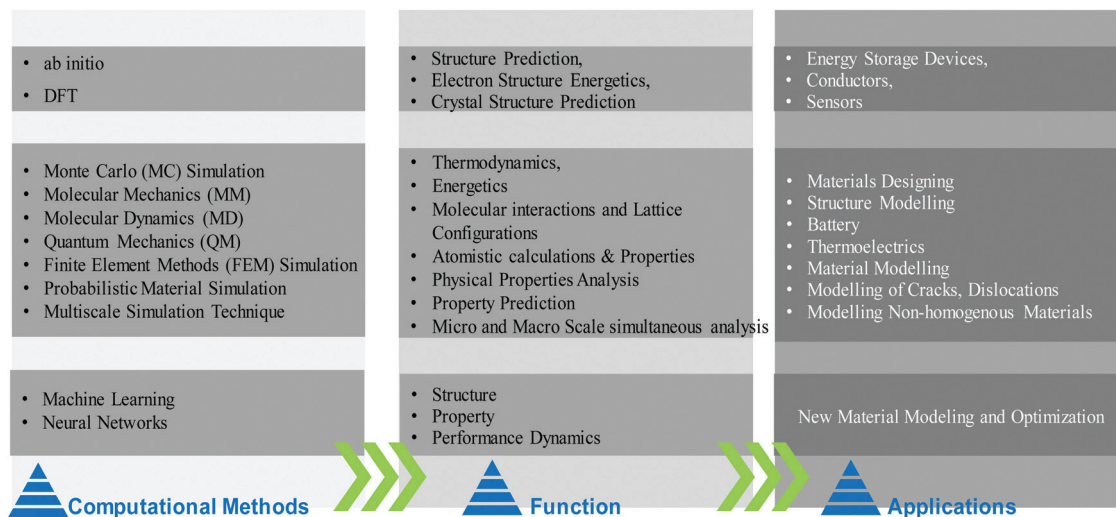 • ab initio
• DFT
• Monte Carlo (MC) Simulation
• Molecular Mechanics (MM)
• Molecular Dynamics (MD)
• Quantum Mechanics (QM)
• Finite Element Methods (FEM) Simulation
• Probabilistic Material Simulation
• Multiscale Simulation Technique
• Machine Learning
• Neural Networks
Computational Methods
• Structure Prediction,
• Electron Structure Energetics,
• Crystal Structure Prediction
• Thermodynamics,
• Energetics
• Molecular interactions and Lattice
Configurations
• Atomistic calculations & Properties
• Physical Properties Analysis
• Property Prediction
• Micro and Macro Scale simultaneous analysis
• Structure
• Property
• Performance Dynamics
Function
• Energy Storage Devices,
• Conductors,
• Sensors
• Materials Designing
• Structure Modelling
• Battery
• Thermoelectrics
• Material Modelling
• Modelling of Cracks, Dislocations
• Modelling Non-homogenous Materials
New Material Modeling and Optimization
Applications